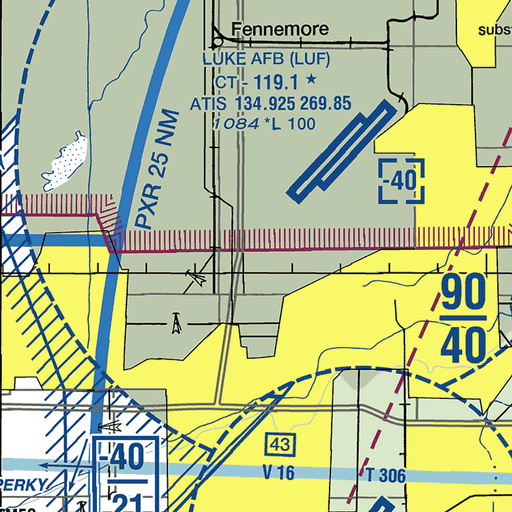 Fennemore
subst
LUKE AFB (LUF)
CT - 119.1 *
ATIS 134.925 269.85
1084 *L 100
PXR 25 NM
-40
90
40
43
-40
21
V 16
T 306
PERKY